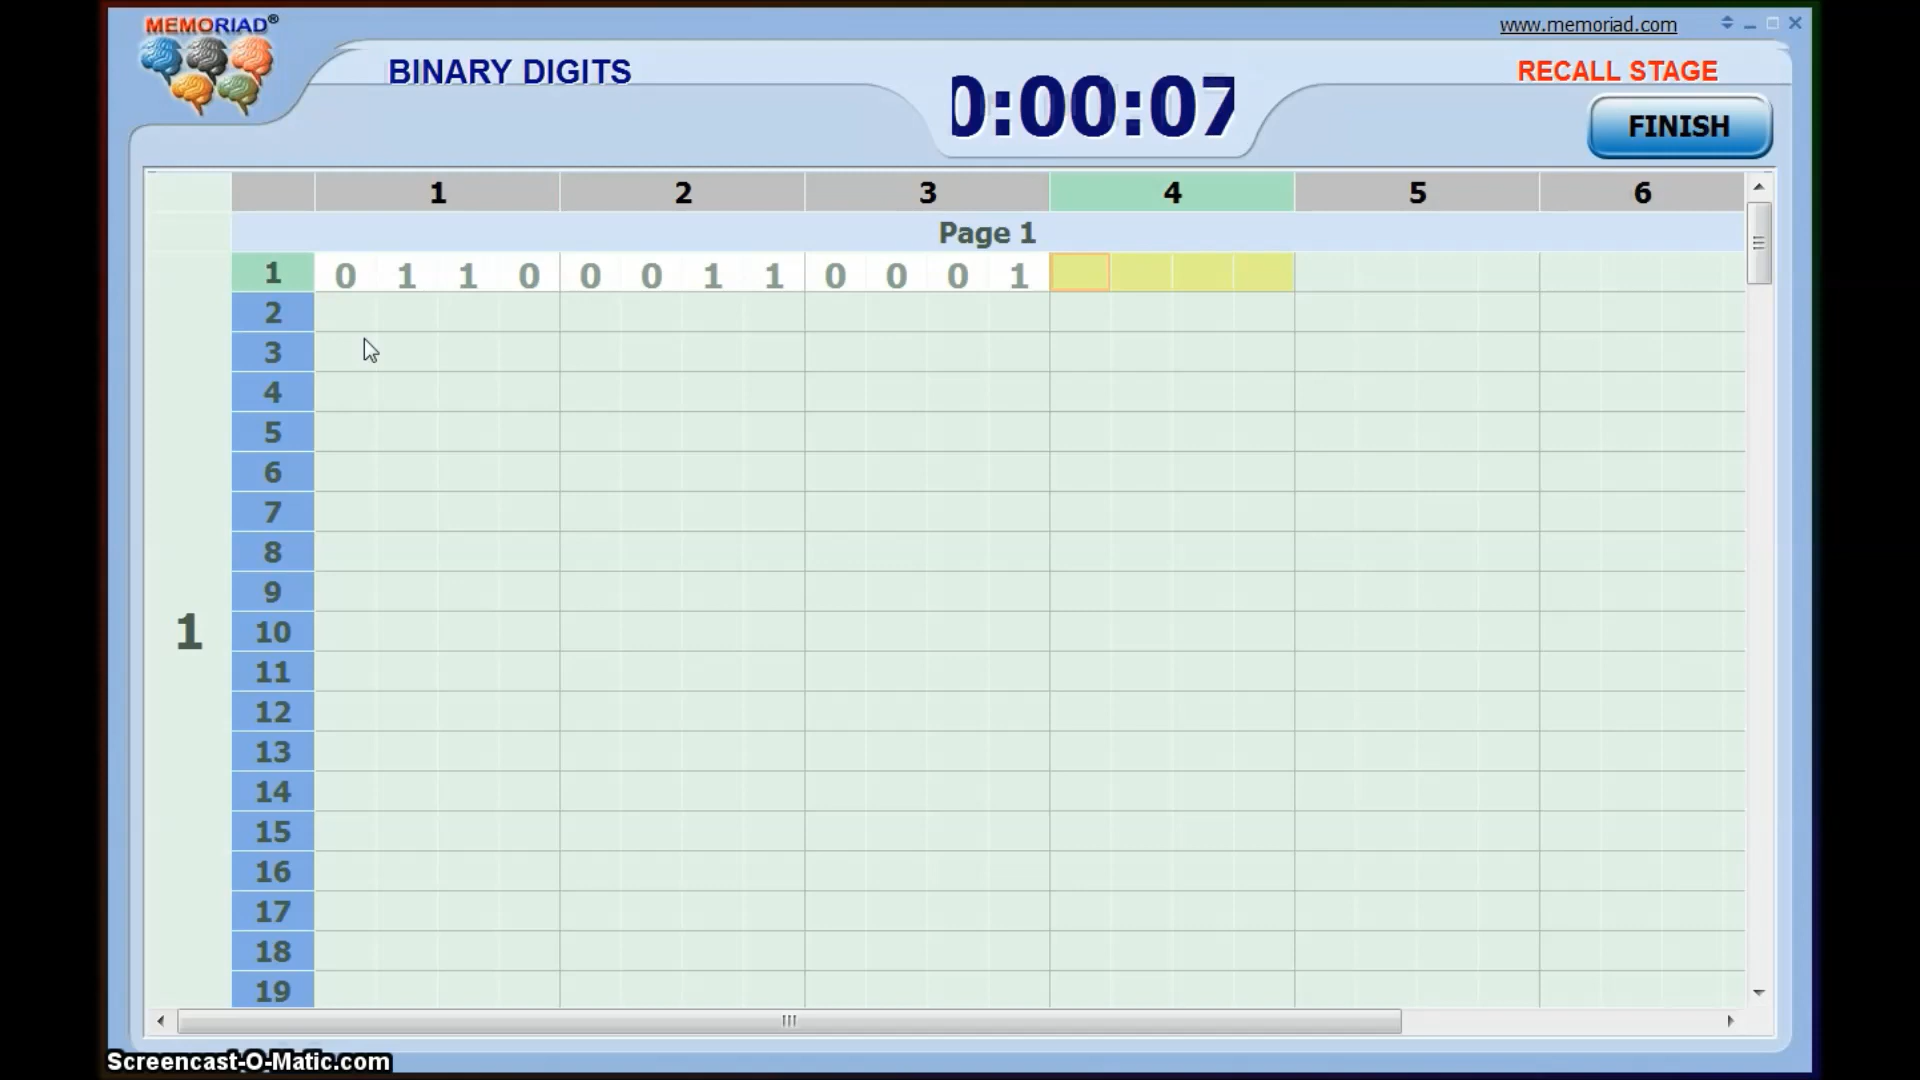 MEMORIAD®
www.memoriad.com
BINARY DIGITS
0:00:07
RECALL STAGE
FINISH
1 2 3 4 5 6
Page 1
1 0 1 1 0 0 0 1 1 0 0 0 1
2
3
4
5
6
7
8
9
1 10
11
12
13
14
15
16
17
18
19
Screencast-O-Matic.com